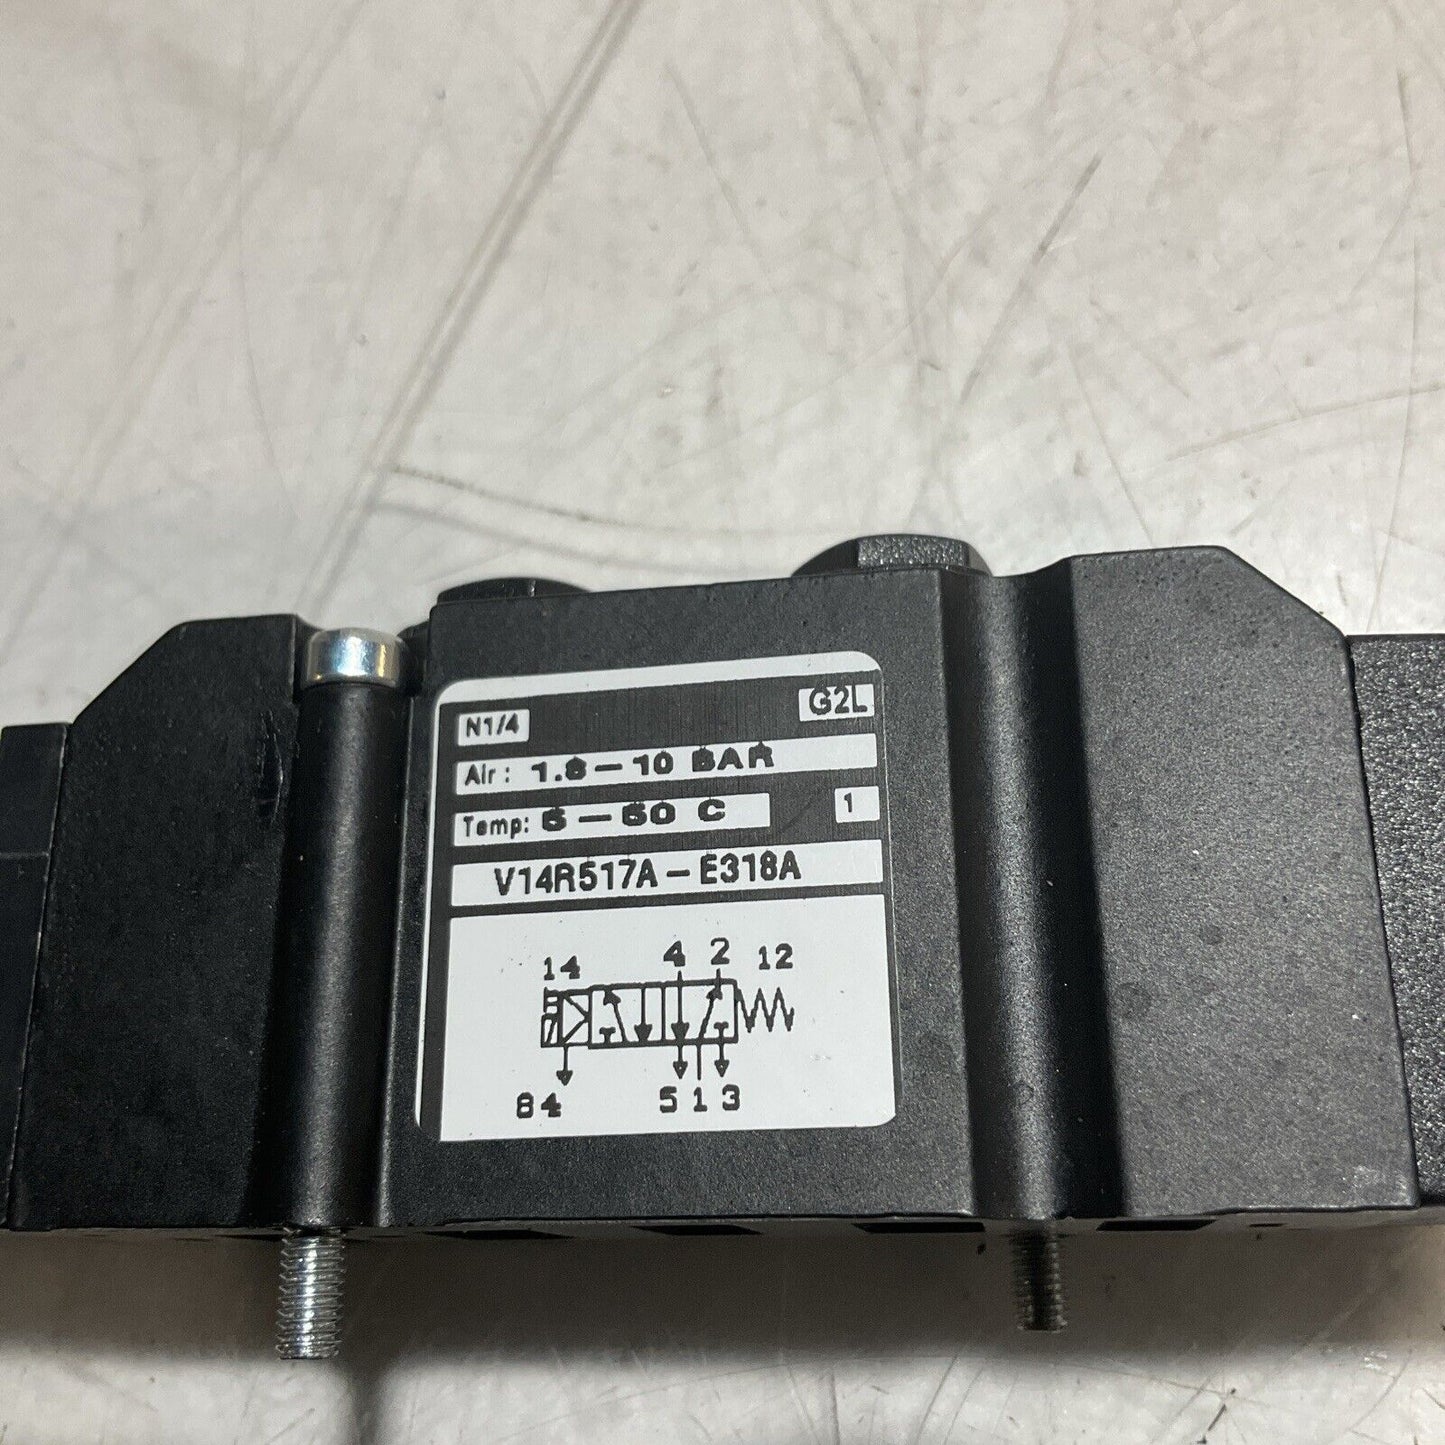 N1/4 G2L
Air: 1.8 - 10 BAR
Temp: 5 - 50 C 1
V14R517A - E318A
14 4 2 12
84 5 1 3